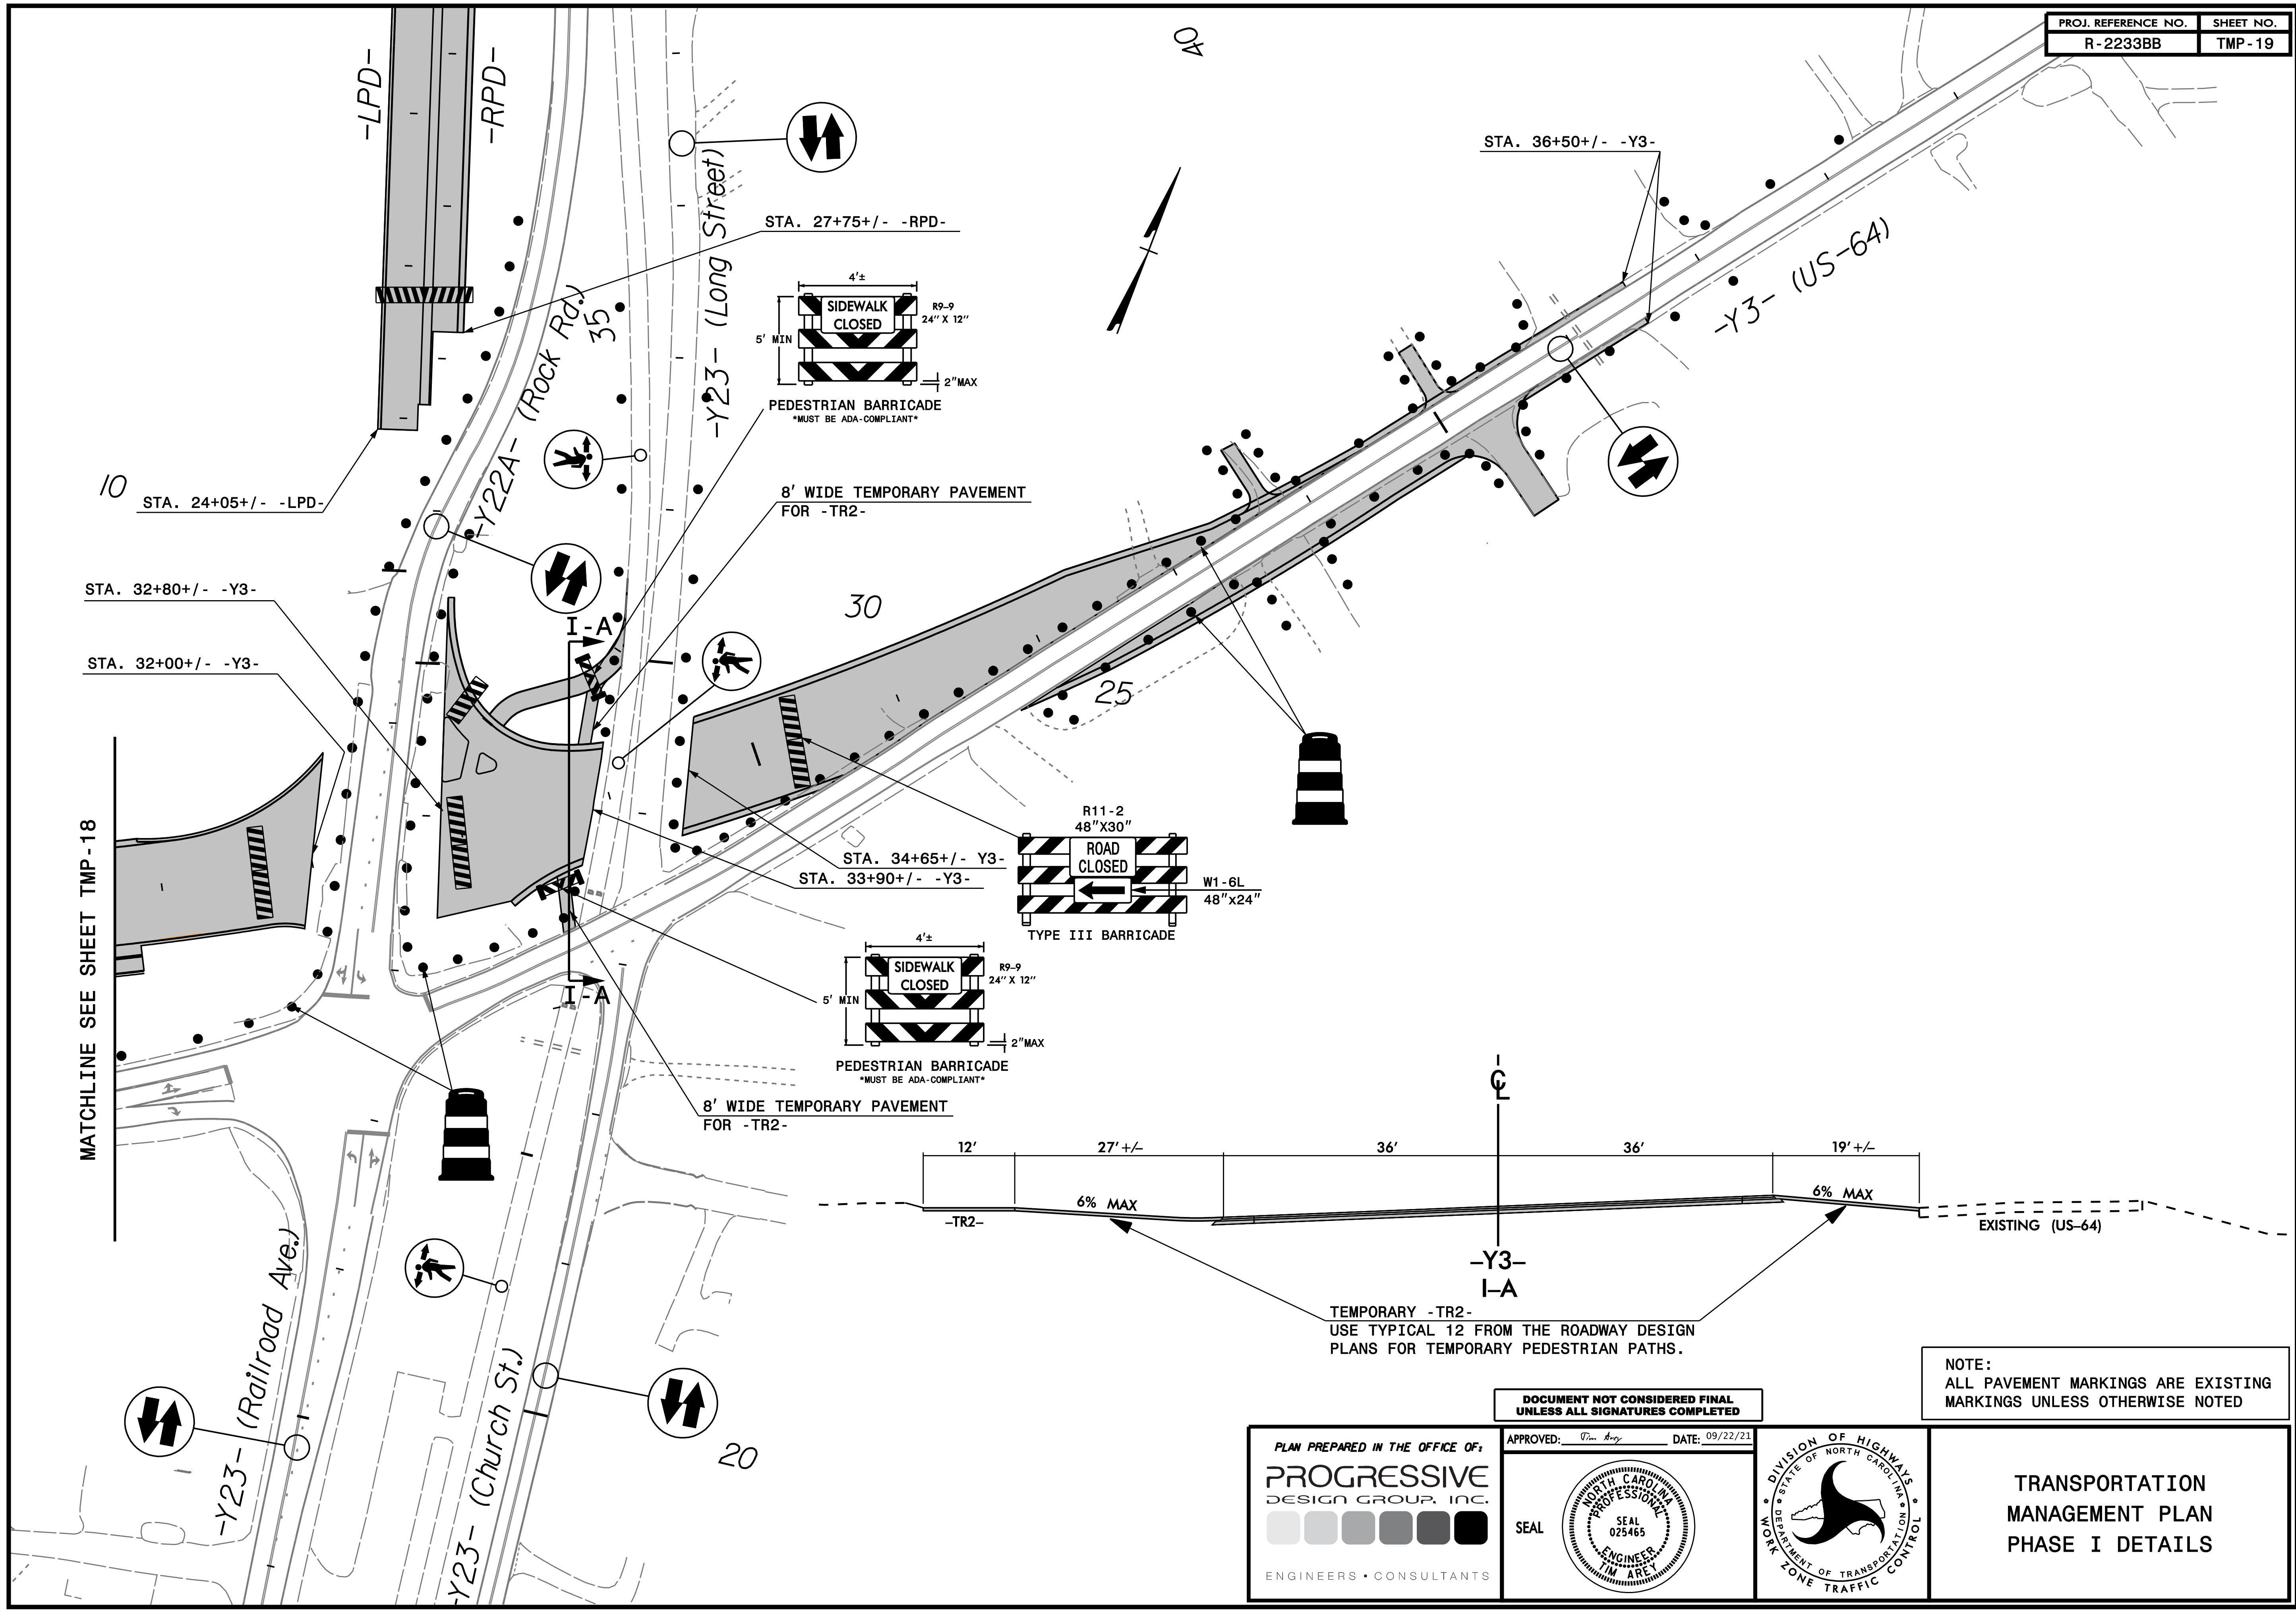 PROJ. REFERENCE NO.
SHEET NO.
R-2233BB
TMP-19
-LPD-
-RPD-
40
STA. 36+50+/- -Y3-
-Y23- (Long Street)
STA. 27+75+/- -RPD-
-Y3- (US-64)
4'±
SIDEWALK
CLOSED
R9-9
24" X 12"
5' MIN
2"MAX
PEDESTRIAN BARRICADE
*MUST BE ADA-COMPLIANT*
35
-Y22A- (Rock Rd.)
10
STA. 24+05+/- -LPD-
8' WIDE TEMPORARY PAVEMENT
FOR -TR2-
STA. 32+80+/- -Y3-
30
I-A
STA. 32+00+/- -Y3-
25
MATCHLINE SEE SHEET TMP-18
R11-2
48"X30"
ROAD
CLOSED
W1-6L
48"x24"
TYPE III BARRICADE
STA. 34+65+/- Y3-
STA. 33+90+/- -Y3-
4'±
SIDEWALK
CLOSED
R9-9
24" X 12"
5' MIN
2"MAX
PEDESTRIAN BARRICADE
*MUST BE ADA-COMPLIANT*
I-A
8' WIDE TEMPORARY PAVEMENT
FOR -TR2-
CL
12'
27'+/-
36'
36'
19'+/-
6% MAX
6% MAX
-TR2-
EXISTING (US-64)
-Y3-
I-A
TEMPORARY -TR2-
USE TYPICAL 12 FROM THE ROADWAY DESIGN
PLANS FOR TEMPORARY PEDESTRIAN PATHS.
-Y23- (Railroad Ave.)
-Y23- (Church St.)
20
NOTE:
ALL PAVEMENT MARKINGS ARE EXISTING
MARKINGS UNLESS OTHERWISE NOTED
DOCUMENT NOT CONSIDERED FINAL
UNLESS ALL SIGNATURES COMPLETED
PLAN PREPARED IN THE OFFICE OF:
PROGRESSIVE
DESIGN GROUP, INC.
ENGINEERS • CONSULTANTS
APPROVED: Tim Arey DATE: 09/22/21
SEAL
NORTH CAROLINA
PROFESSIONAL
SEAL
025465
ENGINEER
TIM AREY
DIVISION OF HIGHWAYS
STATE OF NORTH CAROLINA
DEPARTMENT OF TRANSPORTATION
WORK ZONE TRAFFIC CONTROL
TRANSPORTATION
MANAGEMENT PLAN
PHASE I DETAILS